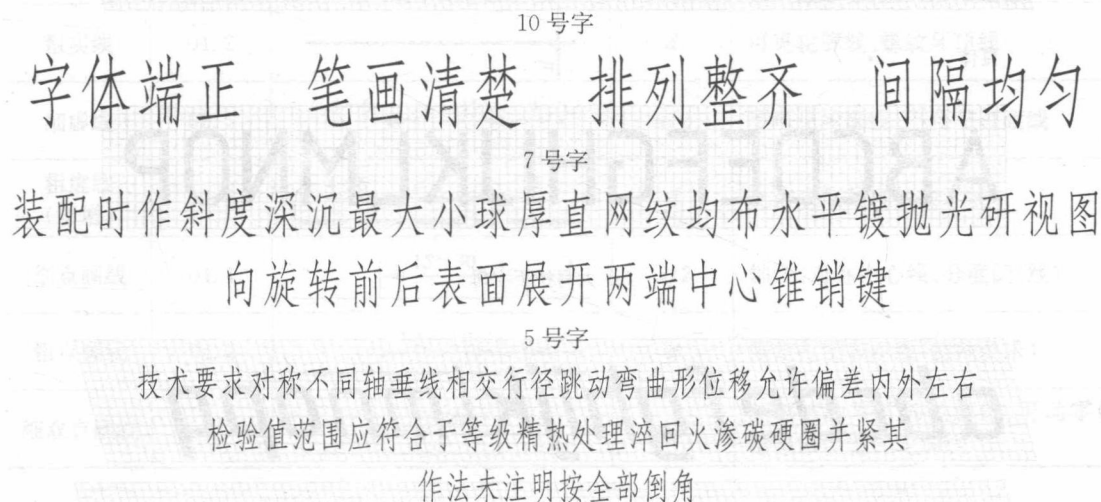 10 号字
字体端正 笔画清楚 排列整齐 间隔均匀
7 号字
装配时作斜度深沉最大小球厚直网纹均布水平镀抛光研视图
向旋转前后表面展开两端中心锥销键
5 号字
技术要求对称不同轴垂线相交行径跳动弯曲形位移允许偏差内外左右
检验值范围应符合于等级精热处理淬回火渗碳硬圈并紧其
作法未注明按全部倒角